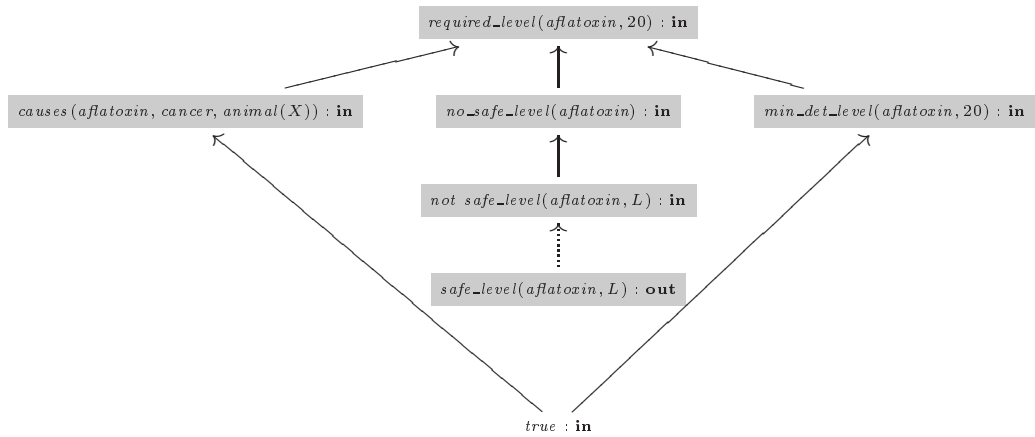 required_level(aflatoxin, 20) : in
causes(aflatoxin, cancer, animal(X)) : in
no_safe_level(aflatoxin) : in
min_det_level(aflatoxin, 20) : in
not safe_level(aflatoxin, L) : in
safe_level(aflatoxin, L) : out
true : in